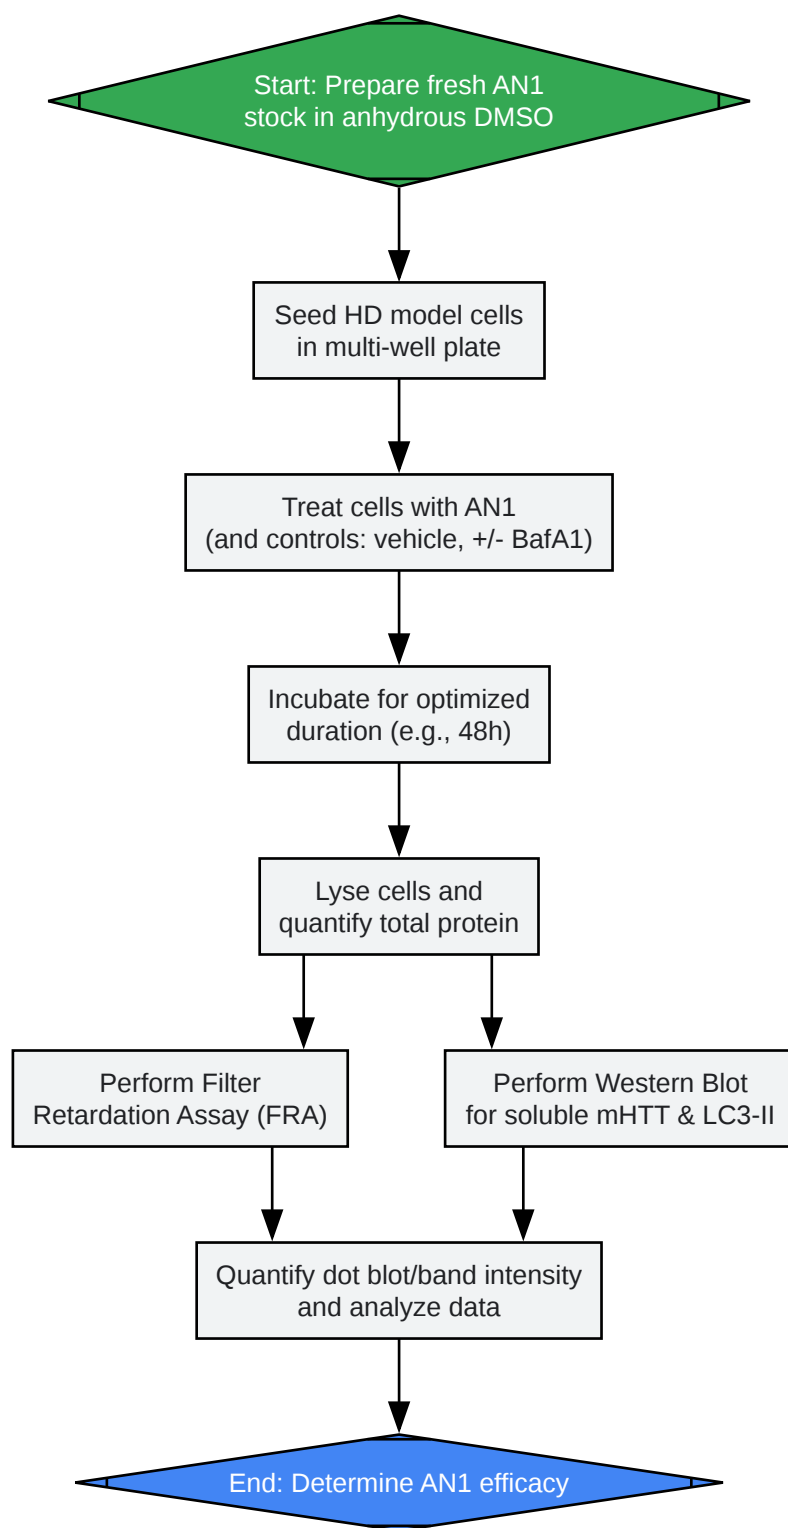 Start: Prepare fresh AN1
stock in anhydrous DMSO
Seed HD model cells
in multi-well plate
Treat cells with AN1
(and controls: vehicle, +/- BafA1)
Incubate for optimized
duration (e.g., 48h)
Lyse cells and
quantify total protein
Perform Filter
Retardation Assay (FRA)
Perform Western Blot
for soluble mHTT & LC3-II
Quantify dot blot/band intensity
and analyze data
End: Determine AN1 efficacy